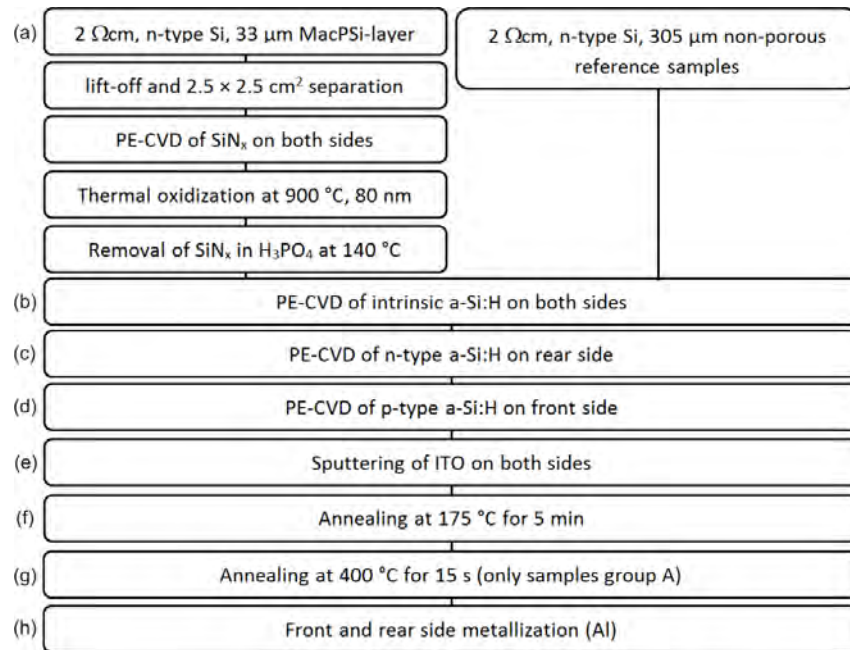 (a)
2 Ωcm, n-type Si, 33 µm MacPSi-layer
2 Ωcm, n-type Si, 305 µm non-porous
reference samples
lift-off and 2.5 × 2.5 cm² separation
PE-CVD of SiNₓ on both sides
Thermal oxidization at 900 °C, 80 nm
Removal of SiNₓ in H₃PO₄ at 140 °C
(b) PE-CVD of intrinsic a-Si:H on both sides
(c) PE-CVD of n-type a-Si:H on rear side
(d) PE-CVD of p-type a-Si:H on front side
(e) Sputtering of ITO on both sides
(f) Annealing at 175 °C for 5 min
(g) Annealing at 400 °C for 15 s (only samples group A)
(h) Front and rear side metallization (Al)